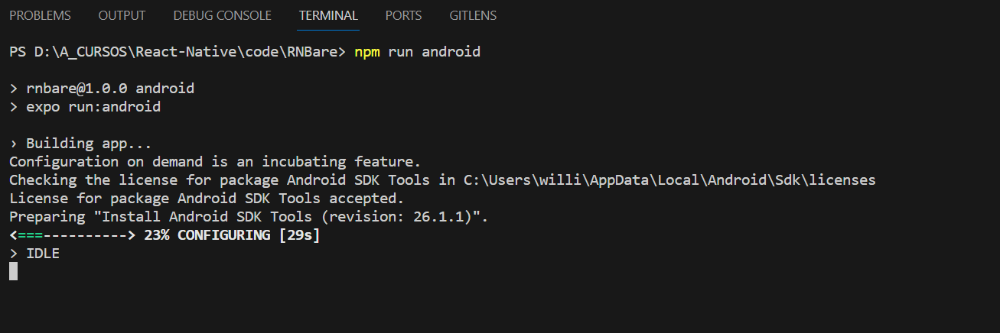 PROBLEMS OUTPUT DEBUG CONSOLE TERMINAL PORTS GITLENS
PS D:\A_CURSOS\React-Native\code\RNBare> npm run android
> rnbare@1.0.0 android
> expo run:android
› Building app...
Configuration on demand is an incubating feature.
Checking the license for package Android SDK Tools in C:\Users\willi\AppData\Local\Android\Sdk\licenses
License for package Android SDK Tools accepted.
Preparing "Install Android SDK Tools (revision: 26.1.1)".
<===----------> 23% CONFIGURING [29s]
> IDLE